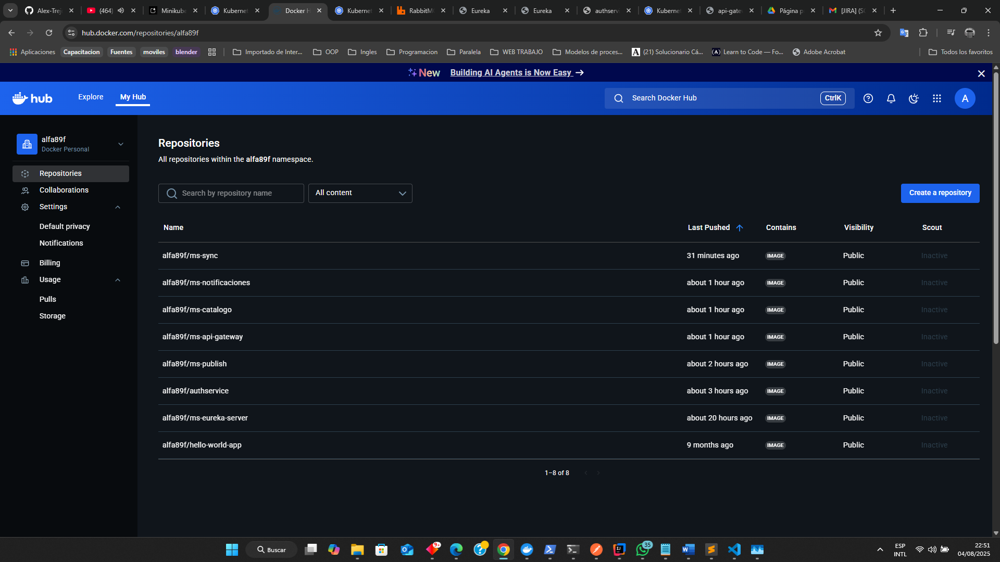 Alex-Trej
(464)
Minikube
Kubernet
Docker H
Kubernet
RabbitM
Eureka
Eureka
authserv
Kubernet
api-gate
Página p
[JIRA] (S
hub.docker.com/repositories/alfa89f
Aplicaciones
Capacitacion
Fuentes
moviles
blender
Importado de Inter...
OOP
Ingles
Programacion
Paralela
WEB TRABAJO
Modelos de proces...
(21) Solucionario Cá...
Learn to Code — Fo...
Adobe Acrobat
Todos los favoritos
New Building AI Agents is Now Easy →
hub
Explore
My Hub
Search Docker Hub
CtrlK
A
alfa89f
Docker Personal
Repositories
Collaborations
Settings
Default privacy
Notifications
Billing
Usage
Pulls
Storage
Repositories
All repositories within the alfa89f namespace.
Search by repository name
All content
Create a repository
Name Last Pushed Contains Visibility Scout
alfa89f/ms-sync 31 minutes ago IMAGE Public Inactive
alfa89f/ms-notificaciones about 1 hour ago IMAGE Public Inactive
alfa89f/ms-catalogo about 1 hour ago IMAGE Public Inactive
alfa89f/ms-api-gateway about 1 hour ago IMAGE Public Inactive
alfa89f/ms-publish about 2 hours ago IMAGE Public Inactive
alfa89f/authservice about 3 hours ago IMAGE Public Inactive
alfa89f/ms-eureka-server about 20 hours ago IMAGE Public Inactive
alfa89f/hello-world-app 9 months ago IMAGE Public Inactive
1–8 of 8
Buscar
9+
35
ESP
INTL
22:51
04/08/2025